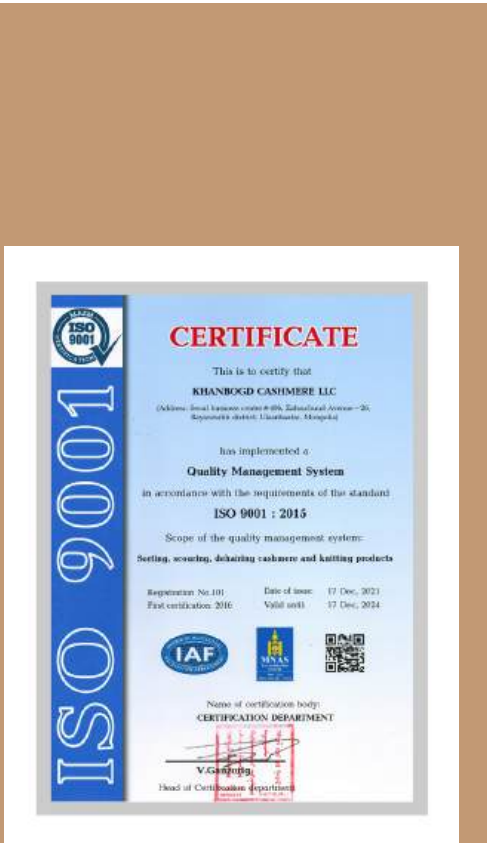 ISO 9001
ISO
9001
CERTIFICATE
This is to certify that
KHANBOGD CASHMERE LLC
has implemented a
Quality Management System
in accordance with the requirements of the standard
ISO 9001 : 2015
Scope of the quality management system:
Sorting, scouring, dehairing cashmere and knitting products
Registration No.101 Date of issue: 17 Dec, 2021
First certification: 2016 Valid until: 17 Dec, 2024
IAF
MNAS
Name of certification body:
CERTIFICATION DEPARTMENT
Head of Certification department